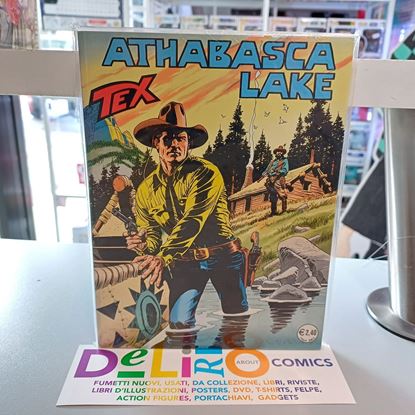 ATHABASCA
LAKE
TEX
€ 2,40
DeLiRiO ABOUT COMICS
FUMETTI NUOVI, USATI, DA COLLEZIONE, LIBRI, RIVISTE,
LIBRI D'ILLUSTRAZIONI, POSTERS, DVD, T-SHIRTS, FELPE,
ACTION FIGURES, PORTACHIAVI, GADGETS